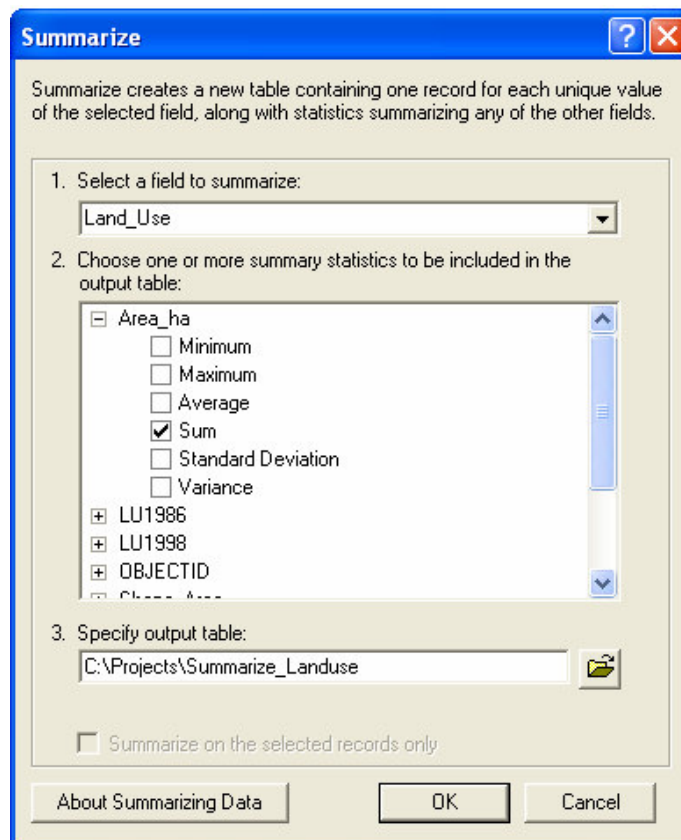 Summarize
Summarize creates a new table containing one record for each unique value
of the selected field, along with statistics summarizing any of the other fields.
1. Select a field to summarize:
Land_Use
2. Choose one or more summary statistics to be included in the
output table:
Area_ha
Minimum
Maximum
Average
Sum
Standard Deviation
Variance
LU1986
LU1998
OBJECTID
Shape_Area
3. Specify output table:
C:\Projects\Summarize_Landuse
Summarize on the selected records only
About Summarizing Data
OK
Cancel